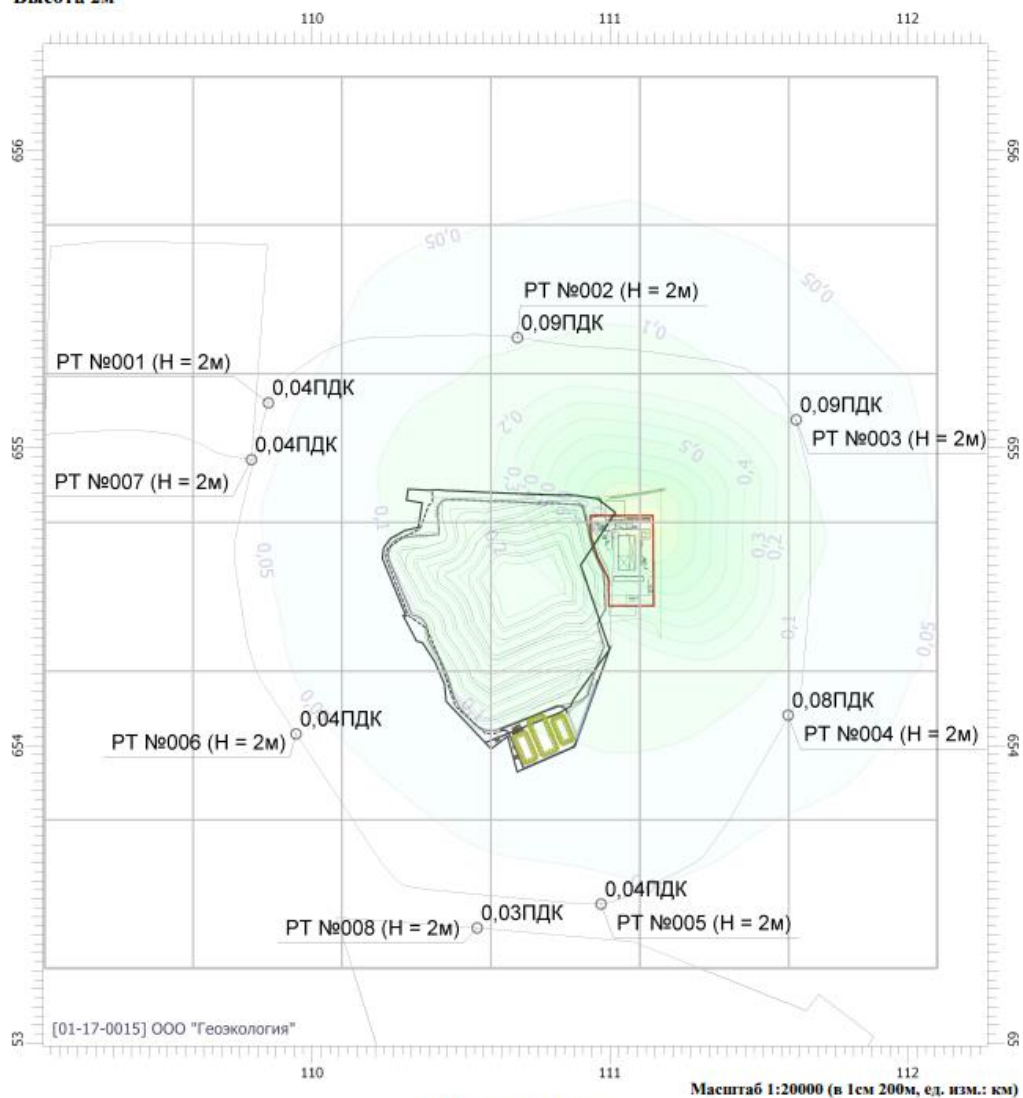 Высота 2м
110 111 112
656 656
0,05
0,05
РТ №002 (Н = 2м)
0,1
0,09ПДК
РТ №001 (Н = 2м)
0,04ПДК
0,09ПДК
0,2
РТ №003 (Н = 2м)
0,5
0,04ПДК
655 655
0,4
РТ №007 (Н = 2м)
0,3
0,1
0,3
0,2
0,05
0,1
0,05
0,08ПДК
0,04ПДК
РТ №006 (Н = 2м)
РТ №004 (Н = 2м)
654 654
0,04ПДК
0,03ПДК
РТ №008 (Н = 2м)
РТ №005 (Н = 2м)
[01-17-0015] ООО "Геоэкология"
53 65
110 111 112
Масштаб 1:20000 (в 1см 200м, ед. изм.: км)